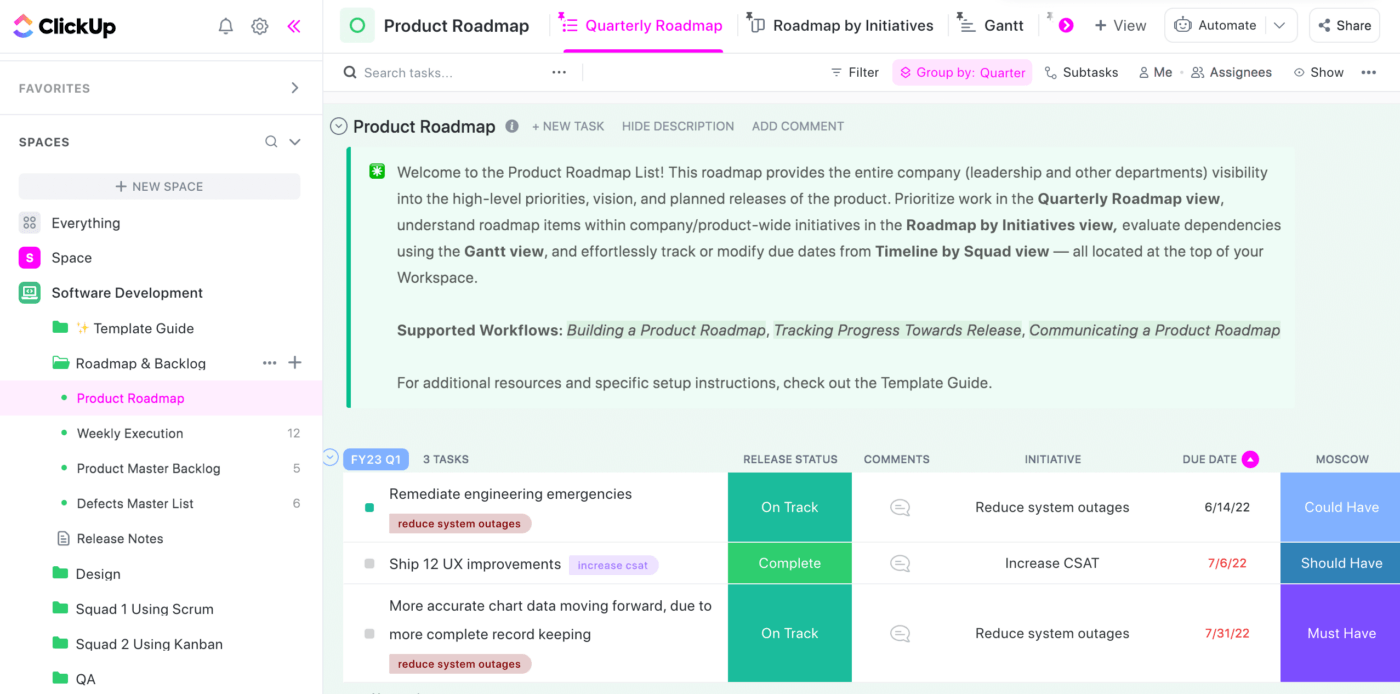 ClickUp
FAVORITES
SPACES
+ NEW SPACE
Everything
S Space
Software Development
✨ Template Guide
Roadmap & Backlog
Product Roadmap
Weekly Execution 12
Product Master Backlog 5
Defects Master List 6
Release Notes
Design
Squad 1 Using Scrum
Squad 2 Using Kanban
QA
Product Roadmap Quarterly Roadmap Roadmap by Initiatives Gantt + View Automate Share
Search tasks... Filter Group by: Quarter Subtasks Me Assignees Show
Product Roadmap + NEW TASK HIDE DESCRIPTION ADD COMMENT
Welcome to the Product Roadmap List! This roadmap provides the entire company (leadership and other departments) visibility
into the high-level priorities, vision, and planned releases of the product. Prioritize work in the Quarterly Roadmap view,
understand roadmap items within company/product-wide initiatives in the Roadmap by Initiatives view, evaluate dependencies
using the Gantt view, and effortlessly track or modify due dates from Timeline by Squad view — all located at the top of your
Workspace.
Supported Workflows: Building a Product Roadmap, Tracking Progress Towards Release, Communicating a Product Roadmap
For additional resources and specific setup instructions, check out the Template Guide.
FY23 Q1 3 TASKS RELEASE STATUS COMMENTS INITIATIVE DUE DATE MOSCOW
Remediate engineering emergencies
reduce system outages
On Track Reduce system outages 6/14/22 Could Have
Ship 12 UX improvements increase csat Complete Increase CSAT 7/6/22 Should Have
More accurate chart data moving forward, due to
more complete record keeping
reduce system outages
On Track Reduce system outages 7/31/22 Must Have